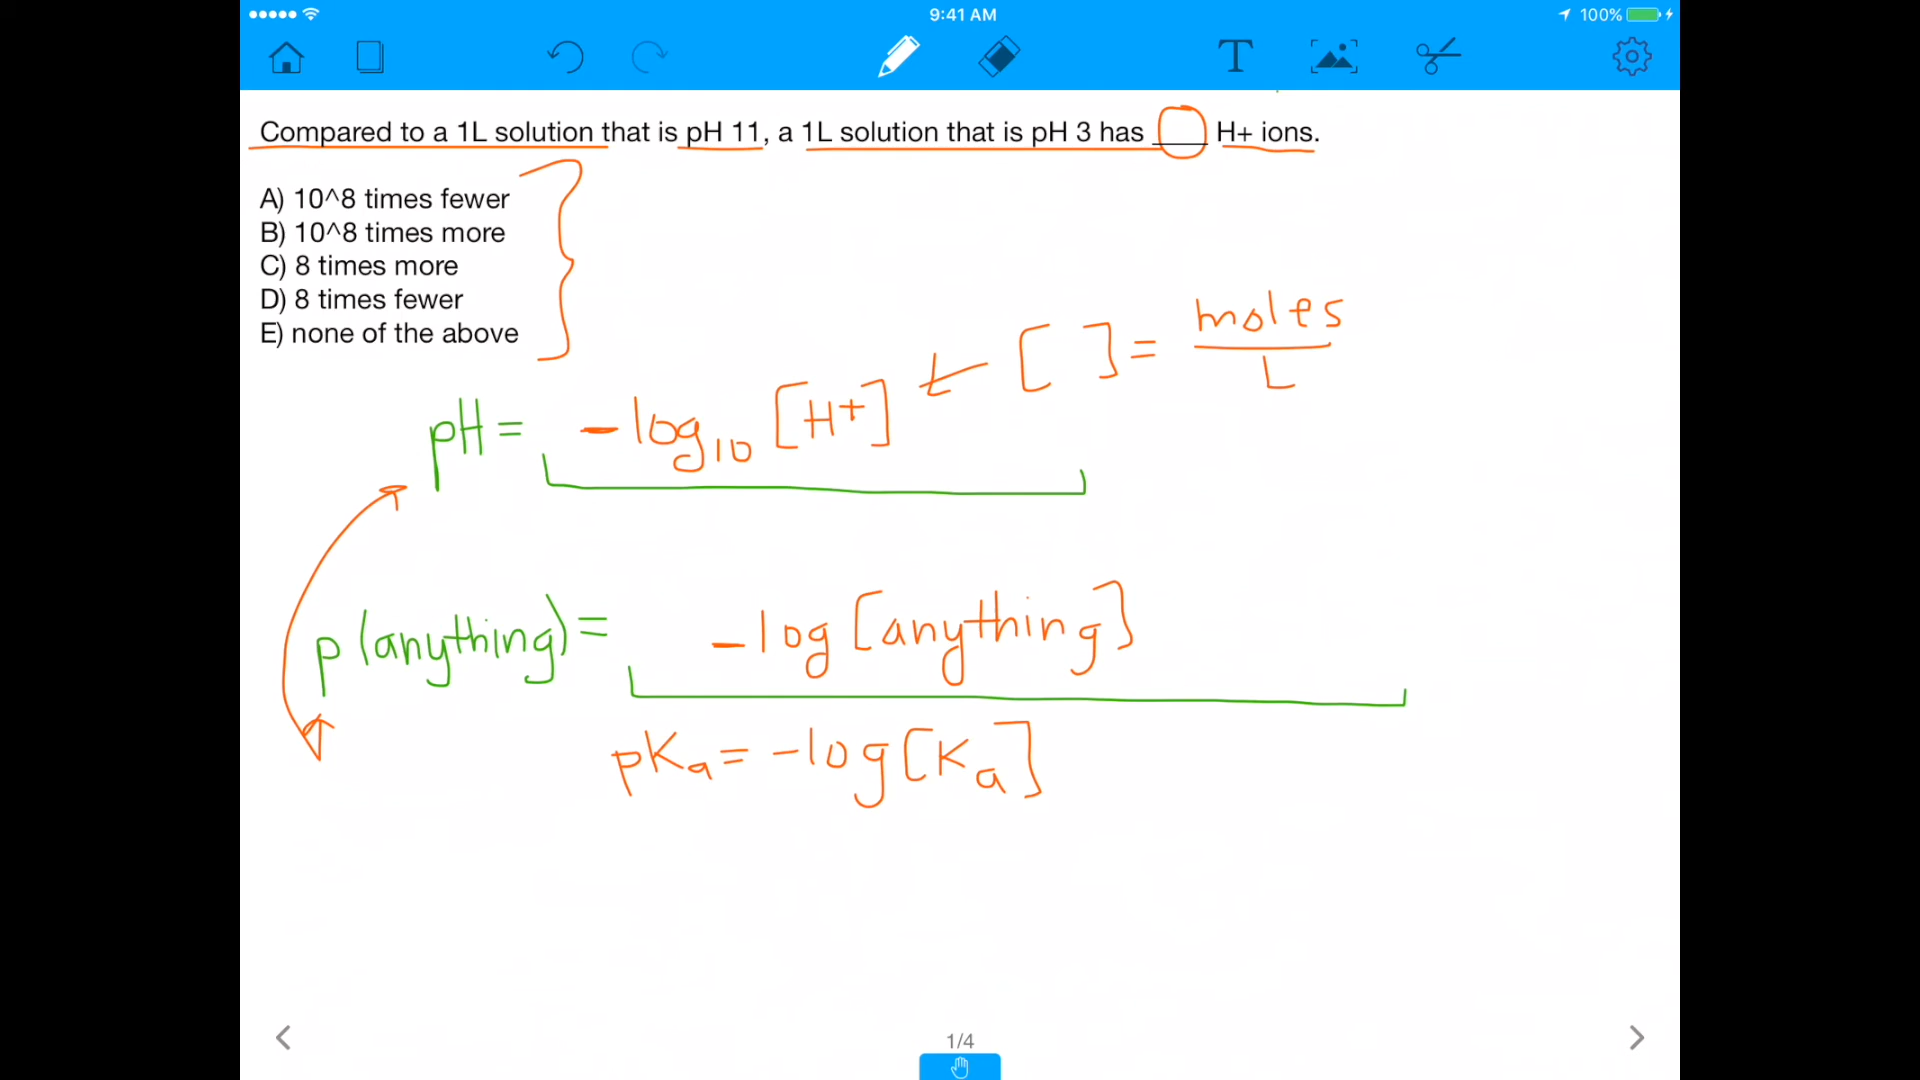 9:41 AM
100%
T
Compared to a 1L solution that is pH 11, a 1L solution that is pH 3 has ____ H+ ions.
A) 10^8 times fewer
B) 10^8 times more
C) 8 times more
D) 8 times fewer
E) none of the above
[ ] = moles
L
pH = -log10 [H+]
p(anything) = -log [anything]
pKa = -log [Ka]
1/4